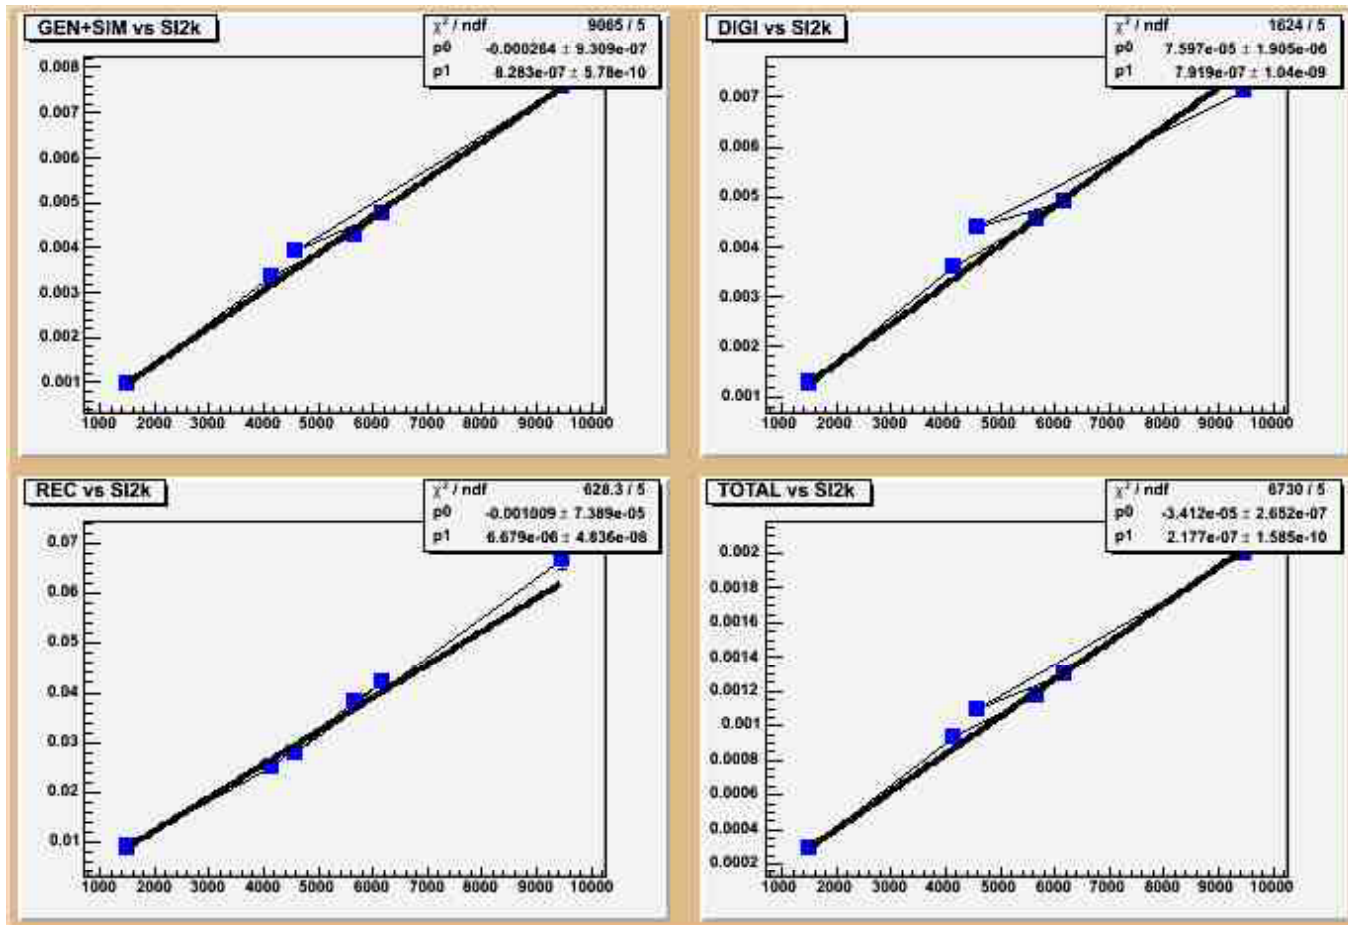 GEN+SIM vs SI2k
χ² / ndf 9065 / 5
p0 -0.000264 ± 9.309e-07
p1 8.283e-07 ± 5.78e-10
0.008
0.007
0.006
0.005
0.004
0.003
0.002
0.001
1000 2000 3000 4000 5000 6000 7000 8000 9000 10000
DIGI vs SI2k
χ² / ndf 1624 / 5
p0 7.597e-05 ± 1.905e-06
p1 7.919e-07 ± 1.04e-09
0.007
0.006
0.005
0.004
0.003
0.002
0.001
1000 2000 3000 4000 5000 6000 7000 8000 9000 10000
REC vs SI2k
χ² / ndf 628.3 / 5
p0 -0.001009 ± 7.389e-05
p1 6.679e-06 ± 4.836e-08
0.07
0.06
0.05
0.04
0.03
0.02
0.01
1000 2000 3000 4000 5000 6000 7000 8000 9000 10000
TOTAL vs SI2k
χ² / ndf 6730 / 5
p0 -3.412e-05 ± 2.652e-07
p1 2.177e-07 ± 1.585e-10
0.002
0.0018
0.0016
0.0014
0.0012
0.001
0.0008
0.0006
0.0004
0.0002
1000 2000 3000 4000 5000 6000 7000 8000 9000 10000